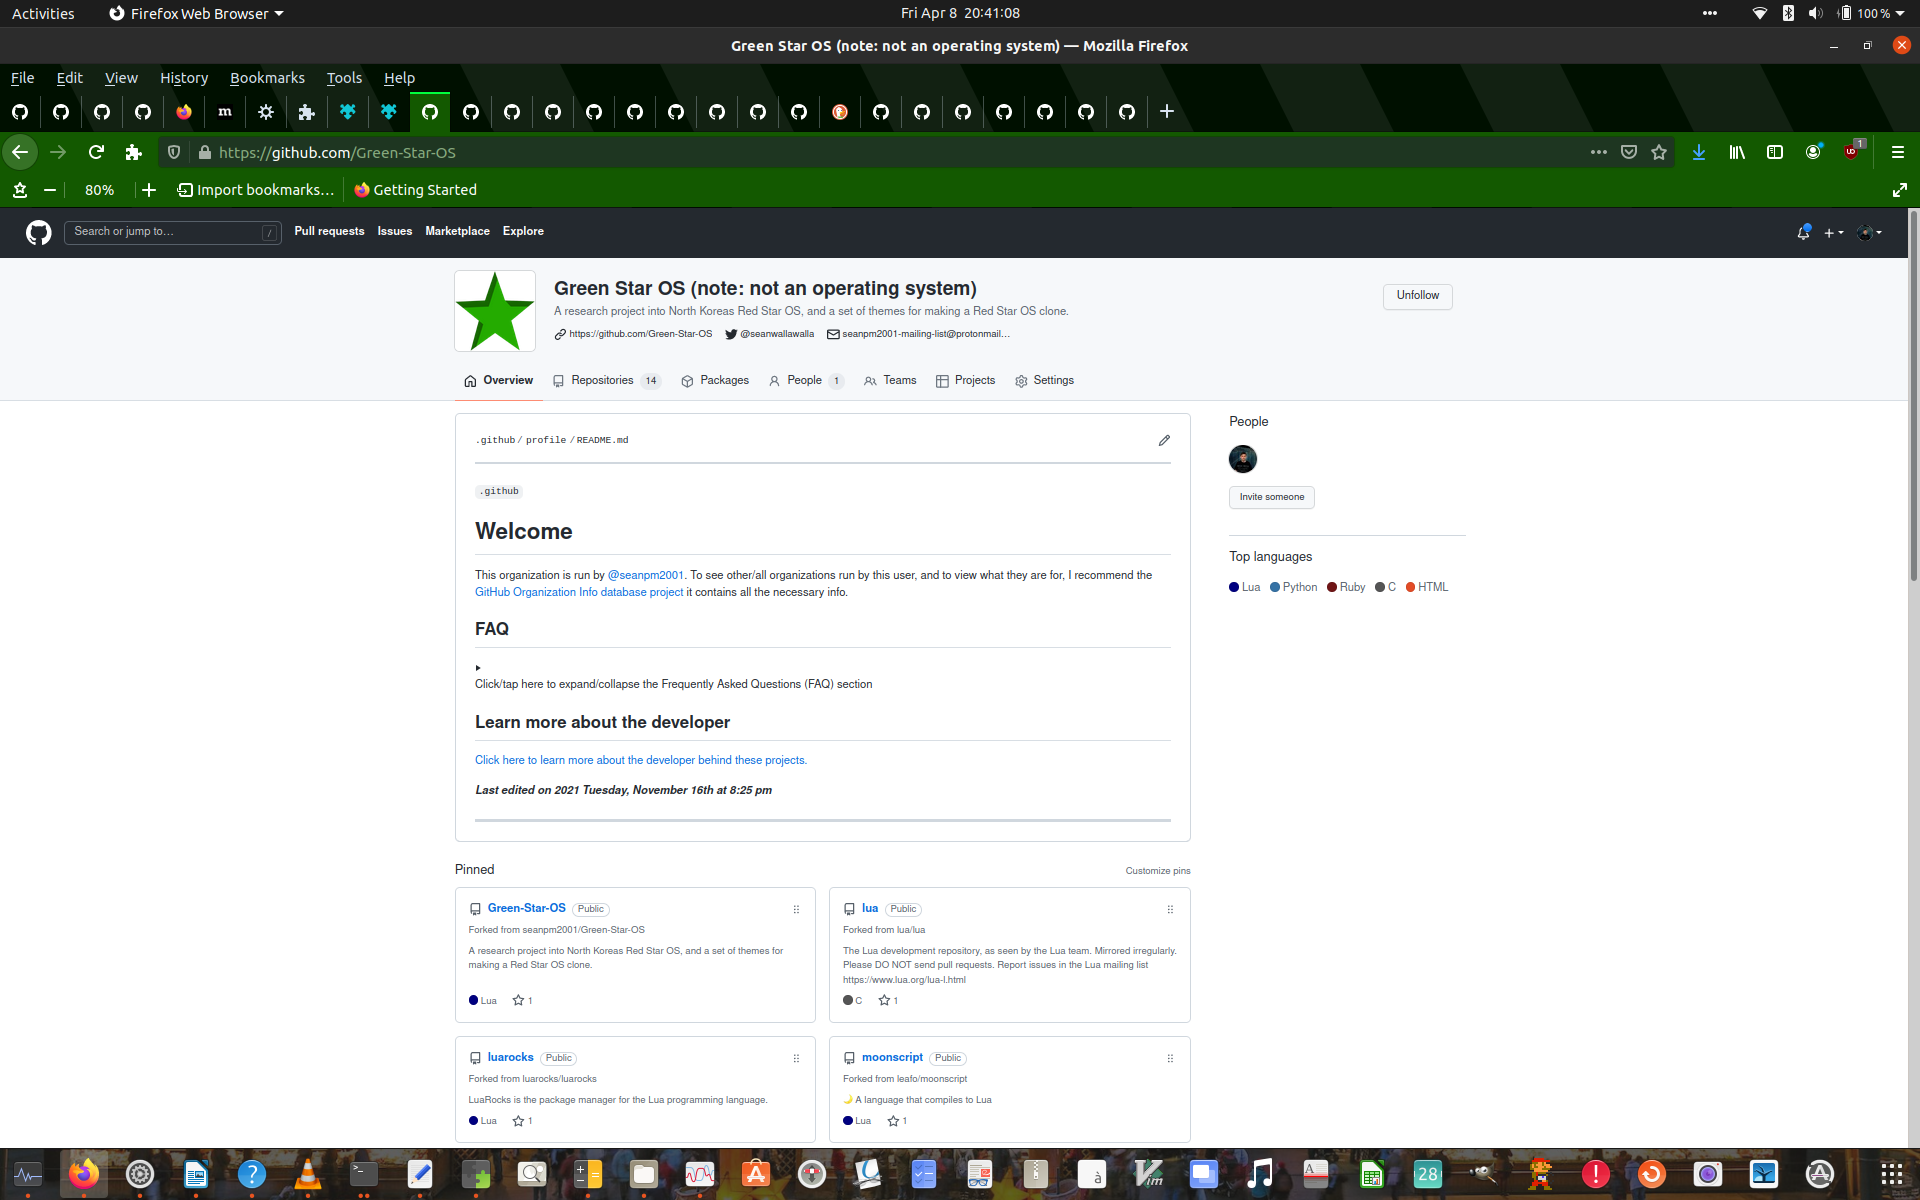 Activities
Firefox Web Browser
Fri Apr 8 20:41:08
100 %
Green Star OS (note: not an operating system) — Mozilla Firefox
File Edit View History Bookmarks Tools Help
m
https://github.com/Green-Star-OS
1
80%
Import bookmarks…
Getting Started
Search or jump to…
/
Pull requests Issues Marketplace Explore
Green Star OS (note: not an operating system)
Unfollow
A research project into North Koreas Red Star OS, and a set of themes for making a Red Star OS clone.
https://github.com/Green-Star-OS @seanwallawalla seanpm2001-mailing-list@protonmail…
Overview Repositories 14 Packages People 1 Teams Projects Settings
.github / profile / README.md
.github
Welcome
This organization is run by @seanpm2001. To see other/all organizations run by this user, and to view what they are for, I recommend the
GitHub Organization Info database project it contains all the necessary info.
FAQ
Click/tap here to expand/collapse the Frequently Asked Questions (FAQ) section
Learn more about the developer
Click here to learn more about the developer behind these projects.
Last edited on 2021 Tuesday, November 16th at 8:25 pm
People
Invite someone
Top languages
Lua Python Ruby C HTML
Pinned
Customize pins
Green-Star-OS Public
Forked from seanpm2001/Green-Star-OS
A research project into North Koreas Red Star OS, and a set of themes for
making a Red Star OS clone.
Lua 1
lua Public
Forked from lua/lua
The Lua development repository, as seen by the Lua team. Mirrored irregularly.
Please DO NOT send pull requests. Report issues in the Lua mailing list
https://www.lua.org/lua-l.html
C 1
luarocks Public
Forked from luarocks/luarocks
LuaRocks is the package manager for the Lua programming language.
Lua 1
moonscript Public
Forked from leafo/moonscript
🌙 A language that compiles to Lua
Lua 1
à
Vim
28